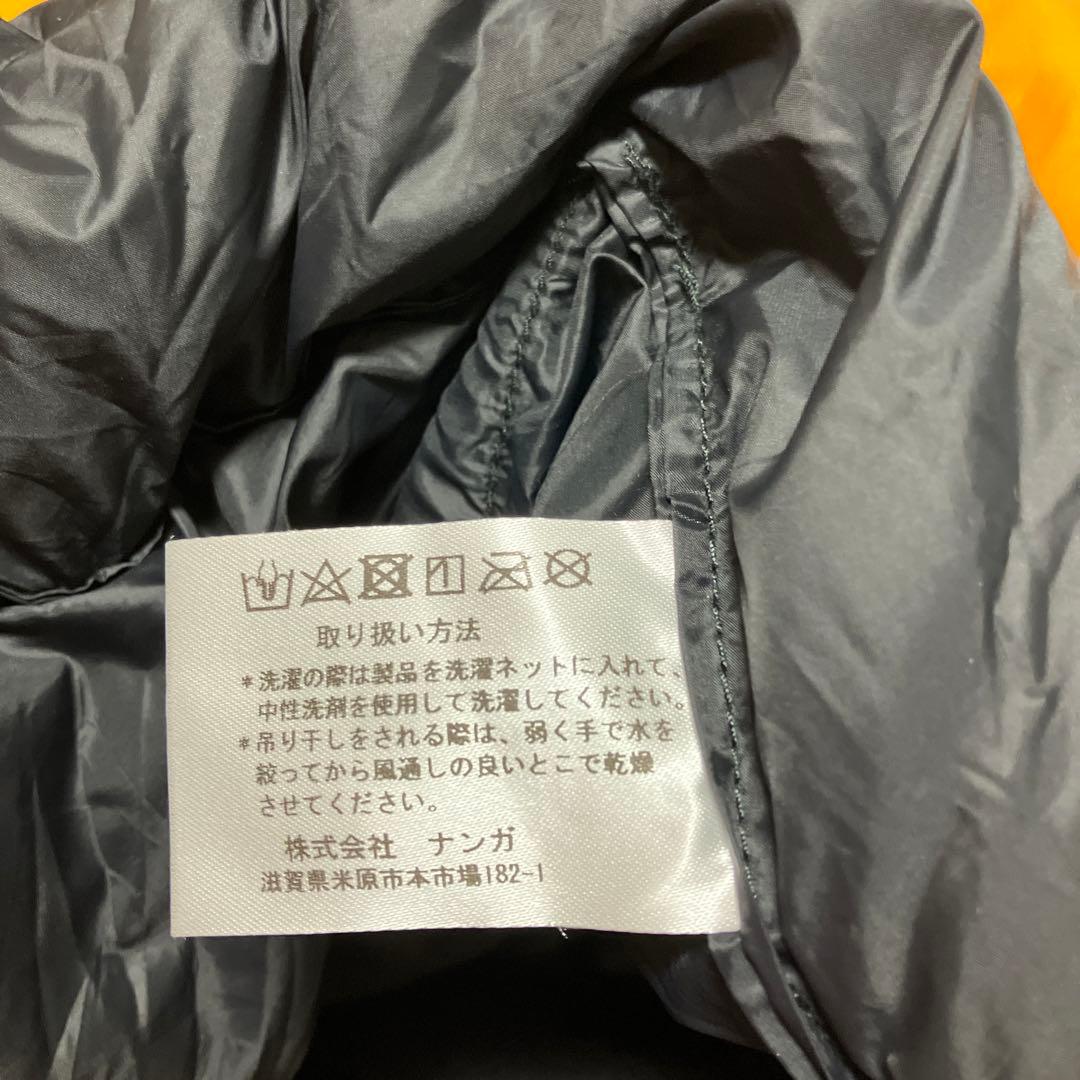 取り扱い方法
*洗濯の際は製品を洗濯ネットに入れて、
中性洗剤を使用して洗濯してください。
*吊り干しをされる際は、弱く手で水を
絞ってから風通しの良いとこで乾燥
させてください。
株式会社 ナンガ
滋賀県米原市本市場182-1